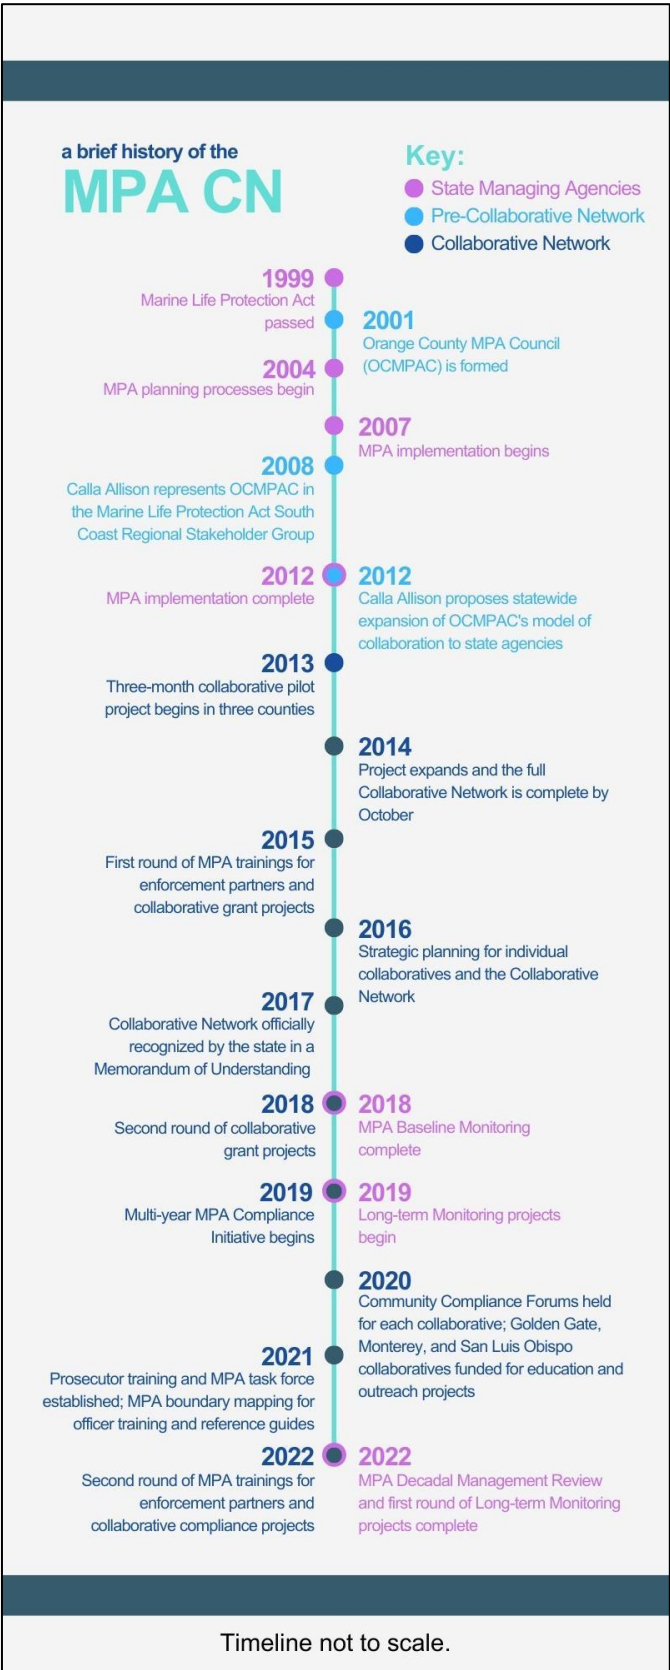 a brief history of the
MPA CN
Key:
State Managing Agencies
Pre-Collaborative Network
Collaborative Network
1999
Marine Life Protection Act
passed
2001
Orange County MPA Council
(OCMPAC) is formed
2004
MPA planning processes begin
2007
MPA implementation begins
2008
Calla Allison represents OCMPAC in
the Marine Life Protection Act South
Coast Regional Stakeholder Group
2012
MPA implementation complete
2012
Calla Allison proposes statewide
expansion of OCMPAC's model of
collaboration to state agencies
2013
Three-month collaborative pilot
project begins in three counties
2014
Project expands and the full
Collaborative Network is complete by
October
2015
First round of MPA trainings for
enforcement partners and
collaborative grant projects
2016
Strategic planning for individual
collaboratives and the Collaborative
Network
2017
Collaborative Network officially
recognized by the state in a
Memorandum of Understanding
2018
Second round of collaborative
grant projects
2018
MPA Baseline Monitoring
complete
2019
Multi-year MPA Compliance
Initiative begins
2019
Long-term Monitoring projects
begin
2020
Community Compliance Forums held
for each collaborative; Golden Gate,
Monterey, and San Luis Obispo
collaboratives funded for education and
outreach projects
2021
Prosecutor training and MPA task force
established; MPA boundary mapping for
officer training and reference guides
2022
Second round of MPA trainings for
enforcement partners and
collaborative compliance projects
2022
MPA Decadal Management Review
and first round of Long-term Monitoring
projects complete
Timeline not to scale.